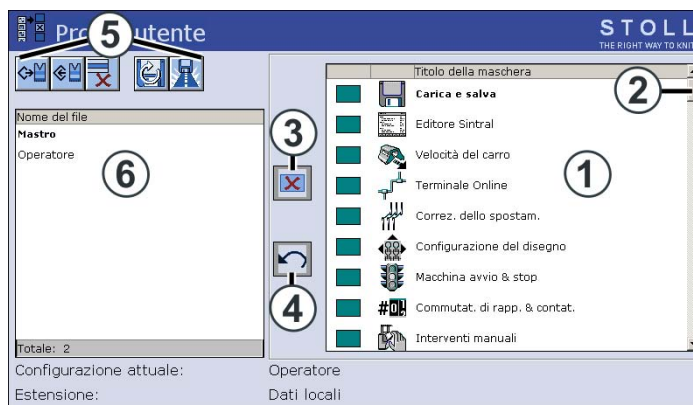 Pro utente
STOLL
THE RIGHT WAY TO KNIT
5
Nome del file
Mastro
Operatore
6
Totale: 2
3
4
Titolo della maschera
2
Carica e salva
Editore Sintral
Velocità del carro
1
Terminale Online
Correz. dello spostam.
Configurazione del disegno
Macchina avvio & stop
Commutat. di rapp. & contat.
Interventi manuali
Configurazione attuale: Operatore
Estensione: Dati locali